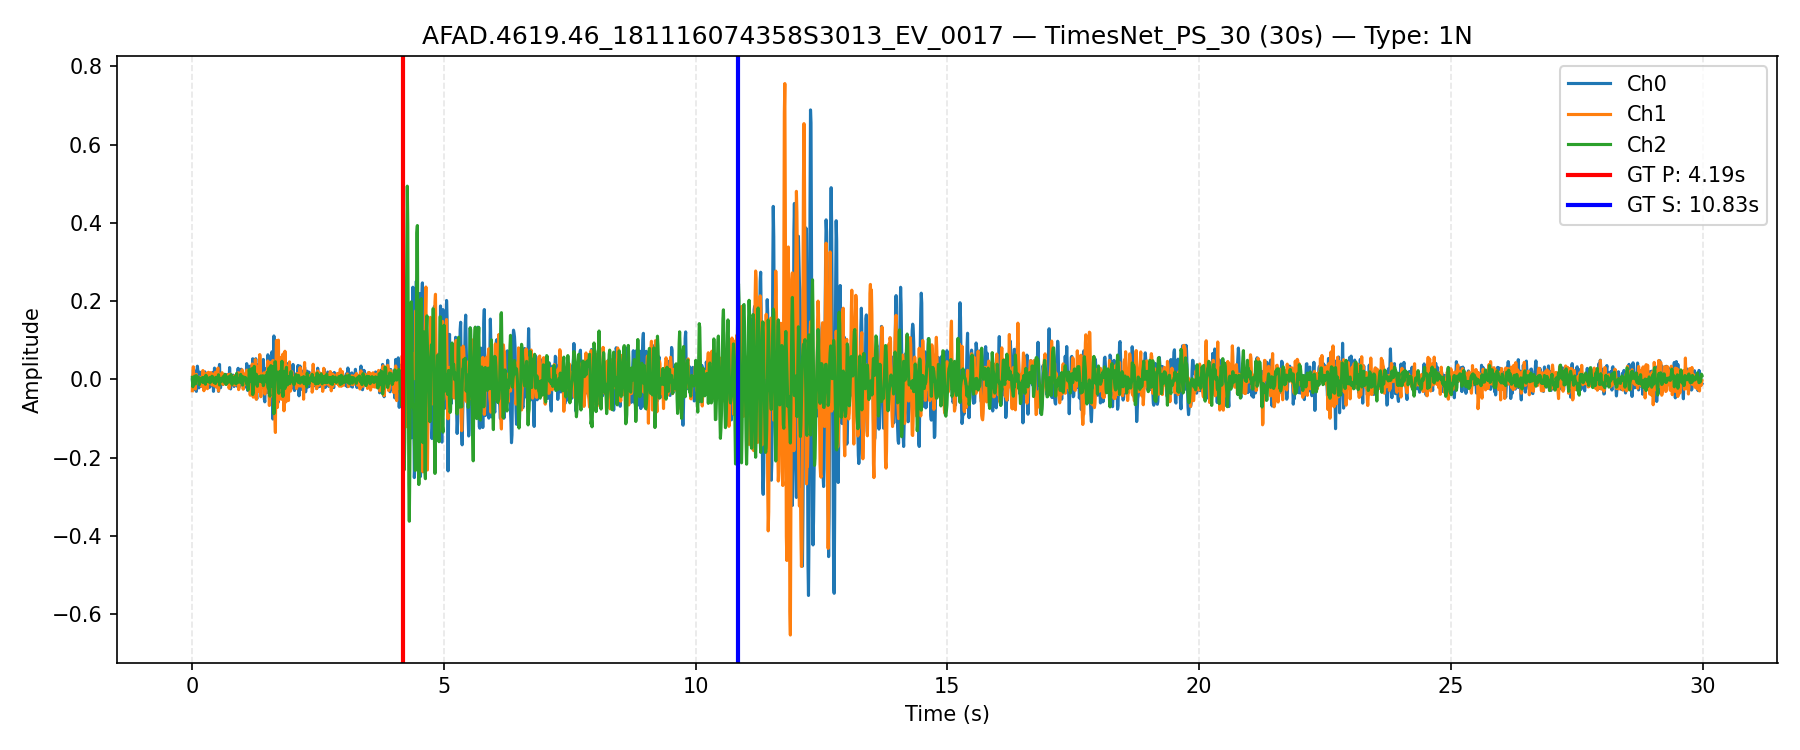 AFAD.4619.46_181116074358S3013_EV_0017 — TimesNet_PS_30 (30s) — Type: 1N
Ch0
Ch1
Ch2
GT P: 4.19s
GT S: 10.83s
Amplitude
0.8
0.6
0.4
0.2
0.0
−0.2
−0.4
−0.6
0 5 10 15 20 25 30
Time (s)